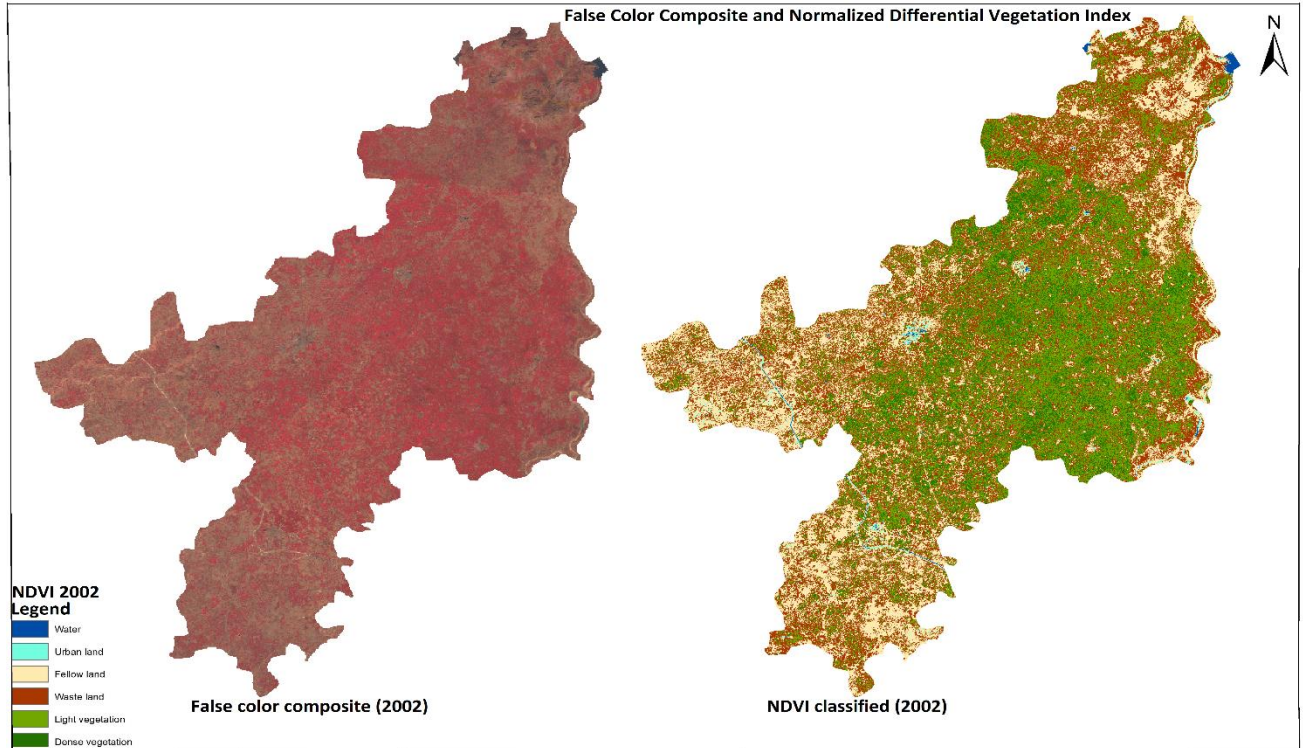 False Color Composite and Normalized Differential Vegetation Index
N
NDVI 2002
Legend
Water
Urban land
Fellow land
Waste land
Light vegetation
Dense vegetation
False color composite (2002)
NDVI classified (2002)